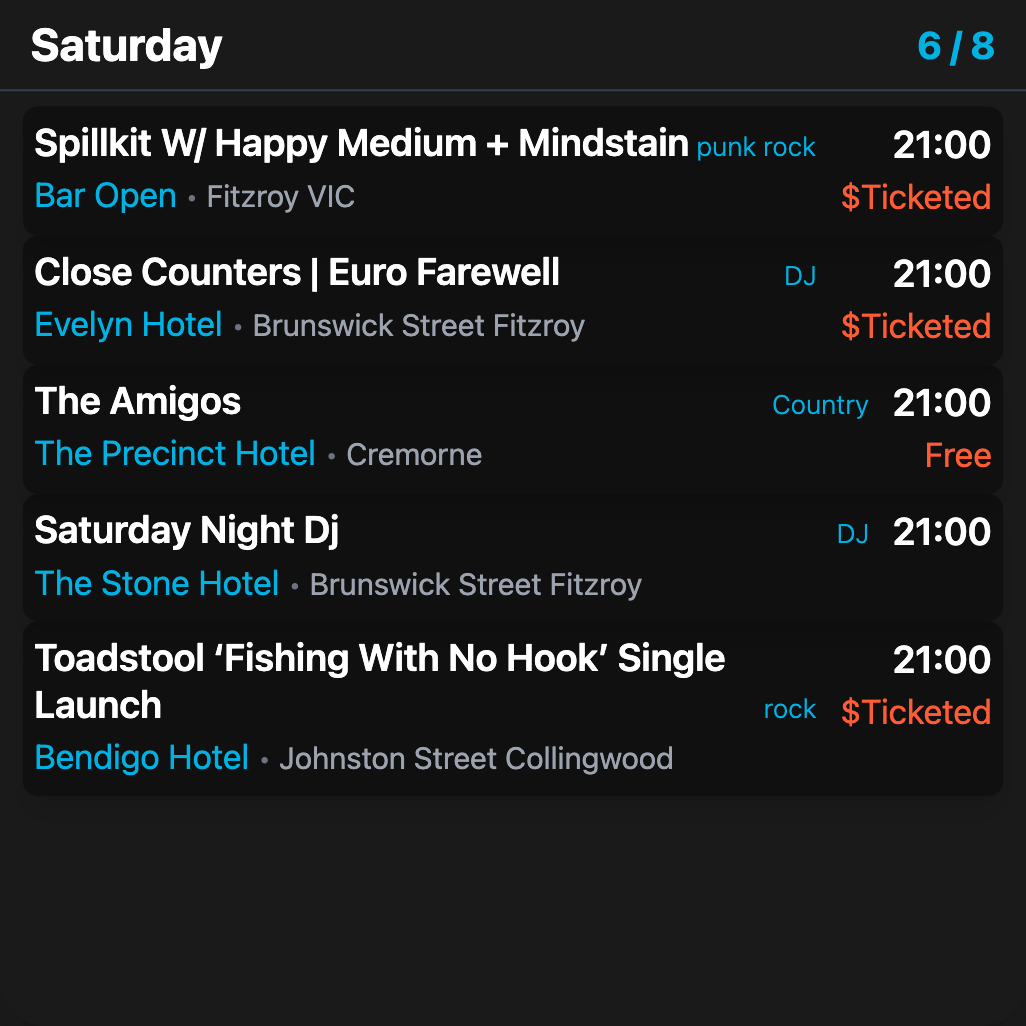 Saturday 6 / 8
Spillkit W/ Happy Medium + Mindstain punk rock 21:00
Bar Open • Fitzroy VIC $Ticketed
Close Counters | Euro Farewell DJ 21:00
Evelyn Hotel • Brunswick Street Fitzroy $Ticketed
The Amigos Country 21:00
The Precinct Hotel • Cremorne Free
Saturday Night Dj DJ 21:00
The Stone Hotel • Brunswick Street Fitzroy
Toadstool ‘Fishing With No Hook’ Single 21:00
Launch rock $Ticketed
Bendigo Hotel • Johnston Street Collingwood